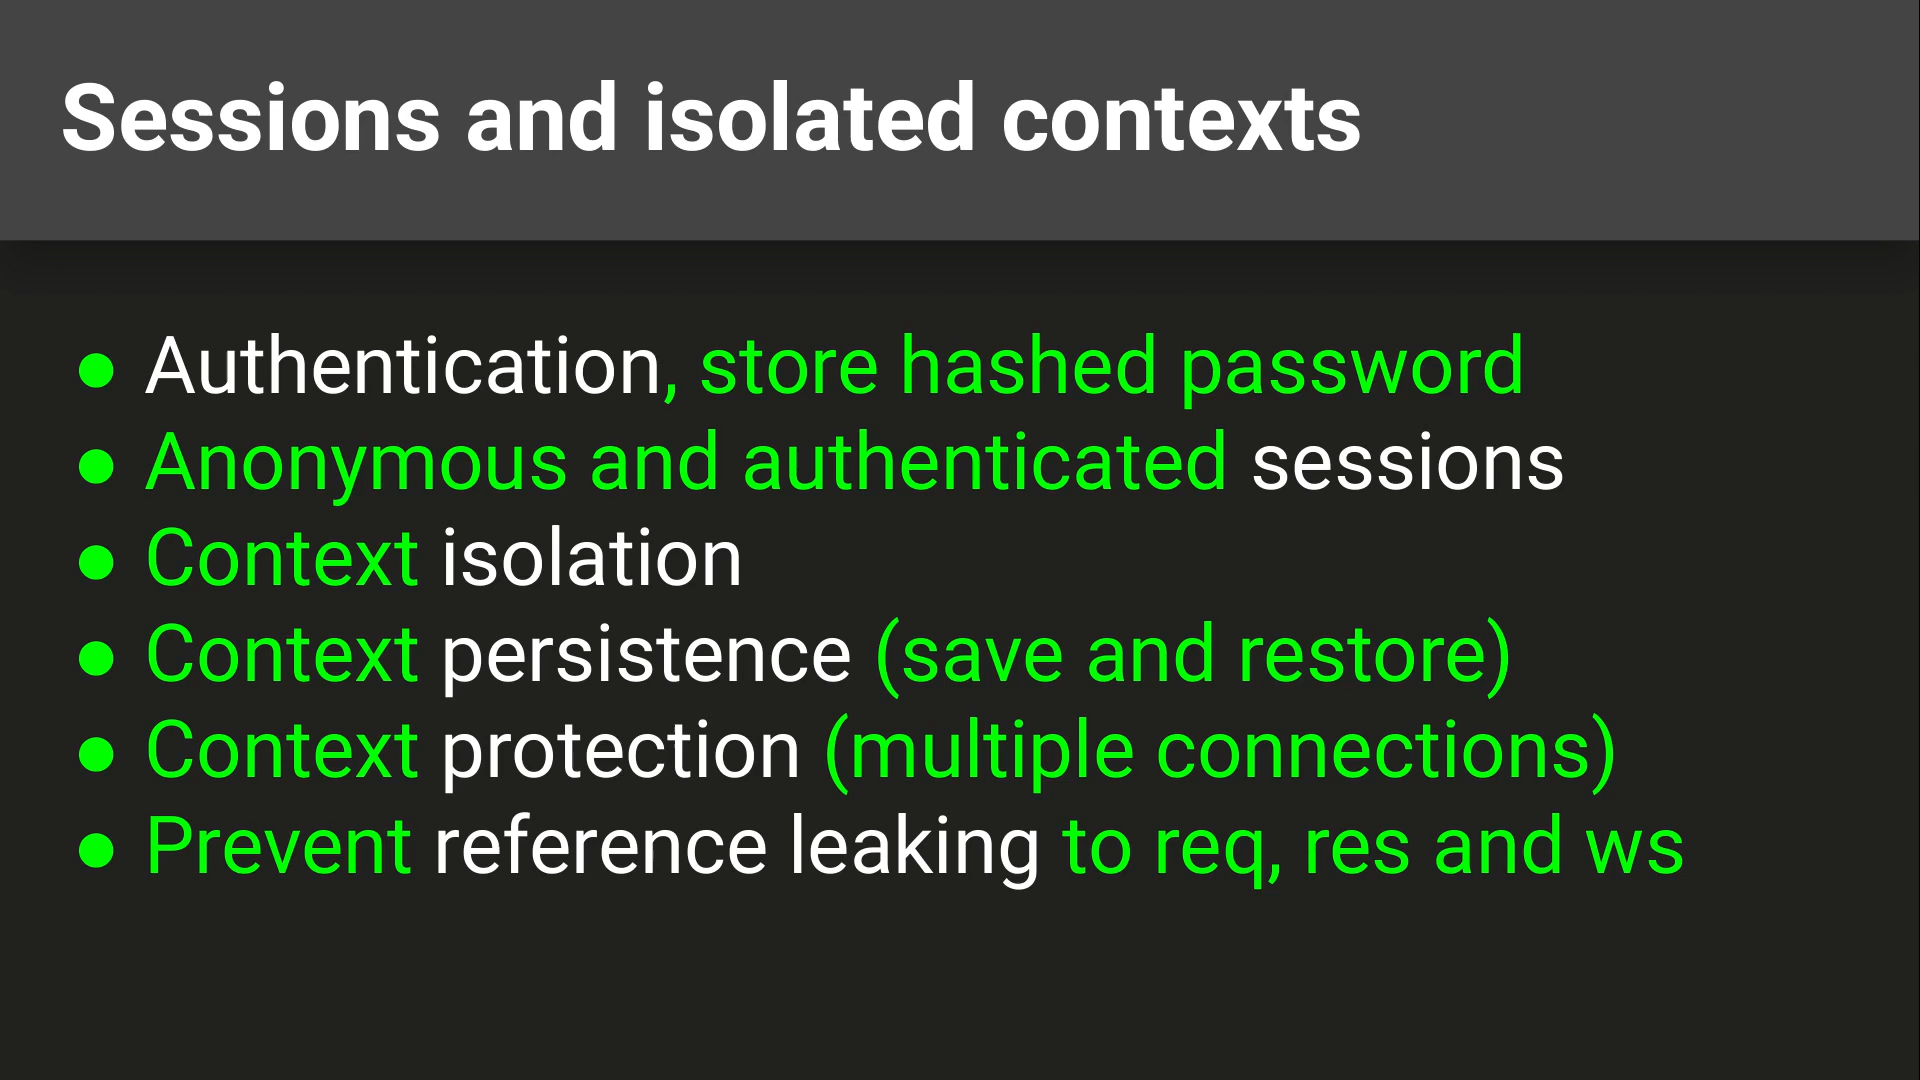 Sessions and isolated contexts
● Authentication, store hashed password
● Anonymous and authenticated sessions
● Context isolation
● Context persistence (save and restore)
● Context protection (multiple connections)
● Prevent reference leaking to req, res and ws